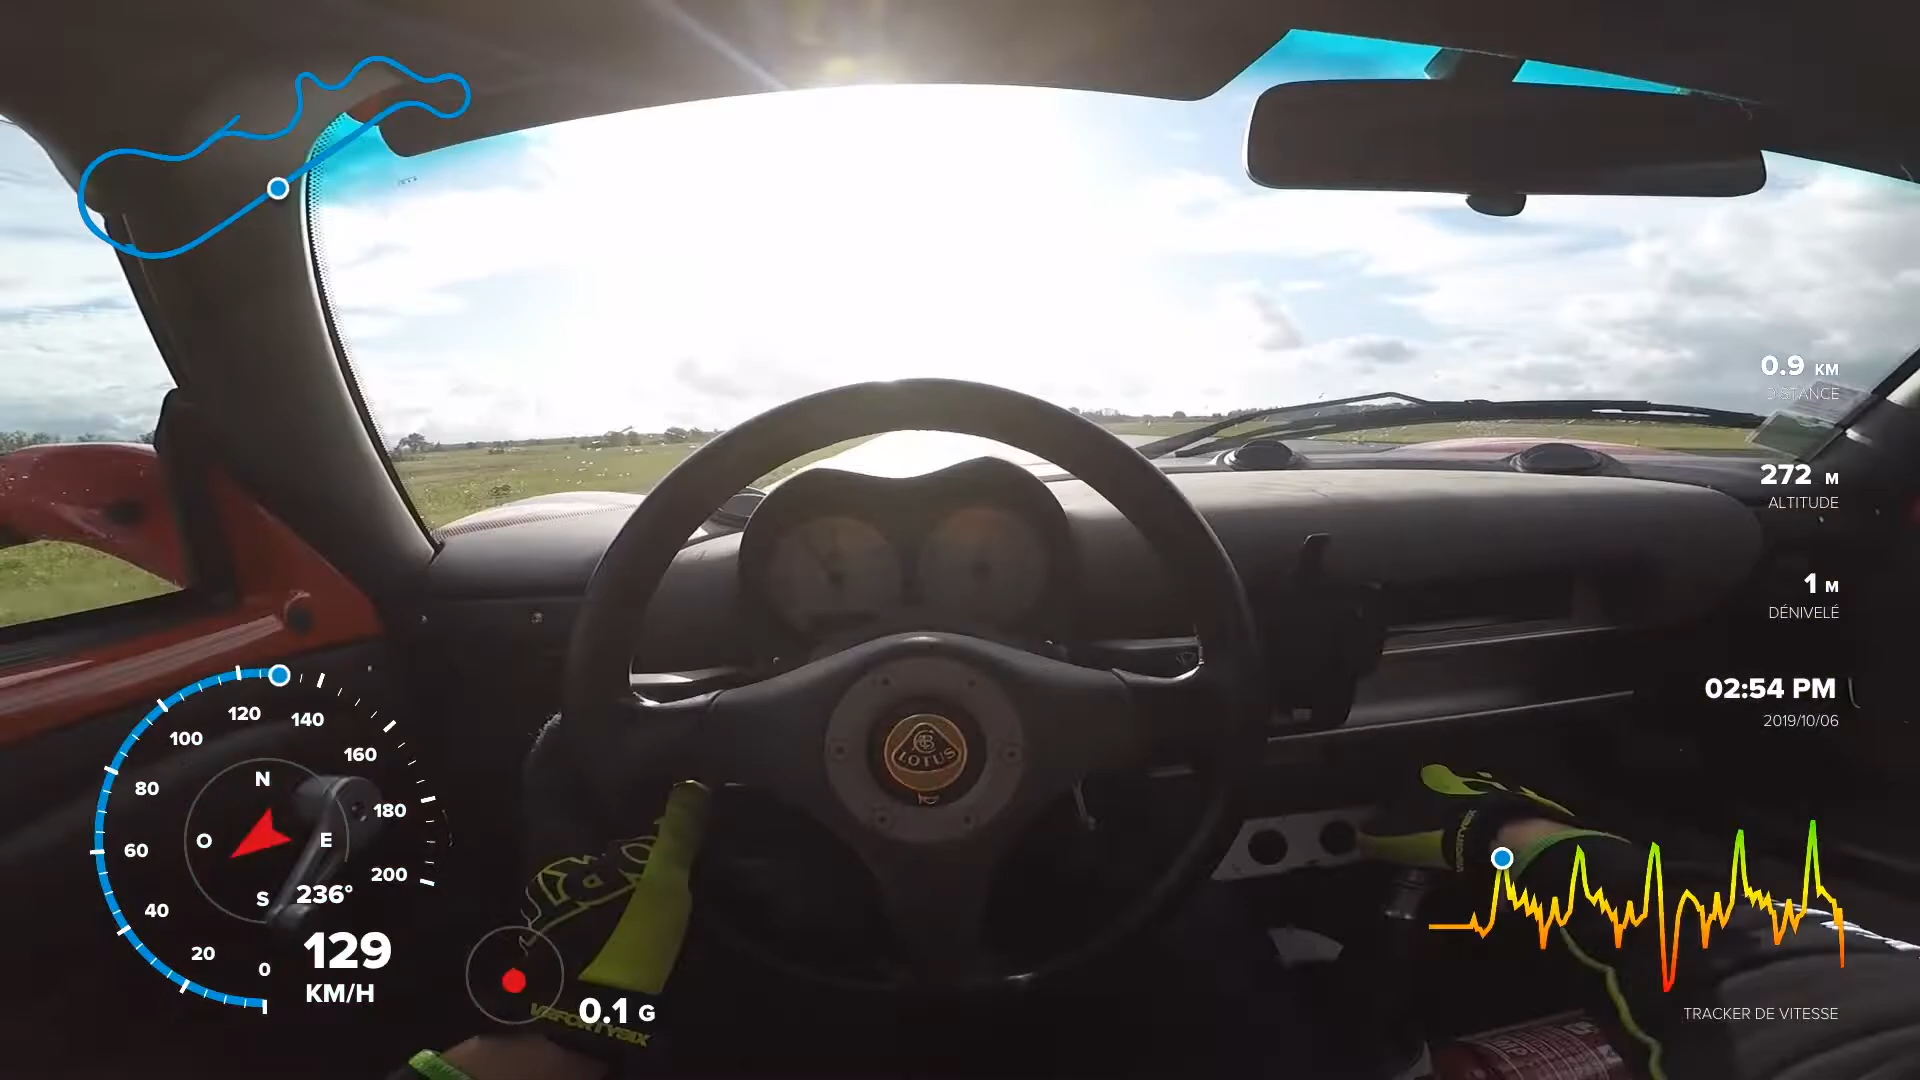 0.9 KM
DISTANCE
272 M
ALTITUDE
1 M
DÉNIVELÉ
02:54 PM
2019/10/06
120
140
100
160
80
N
180
60
O
E
200
40
S
236°
20
0
129
KM/H
LOTUS
0.1 G
VRFORTYSIX
TRACKER DE VITESSE